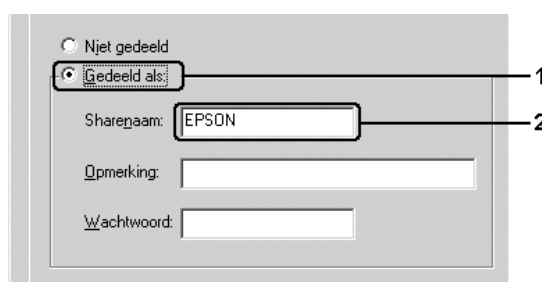 Niet gedeeld
Gedeeld als: 1
Sharenaam: EPSON 2
Opmerking:
Wachtwoord: